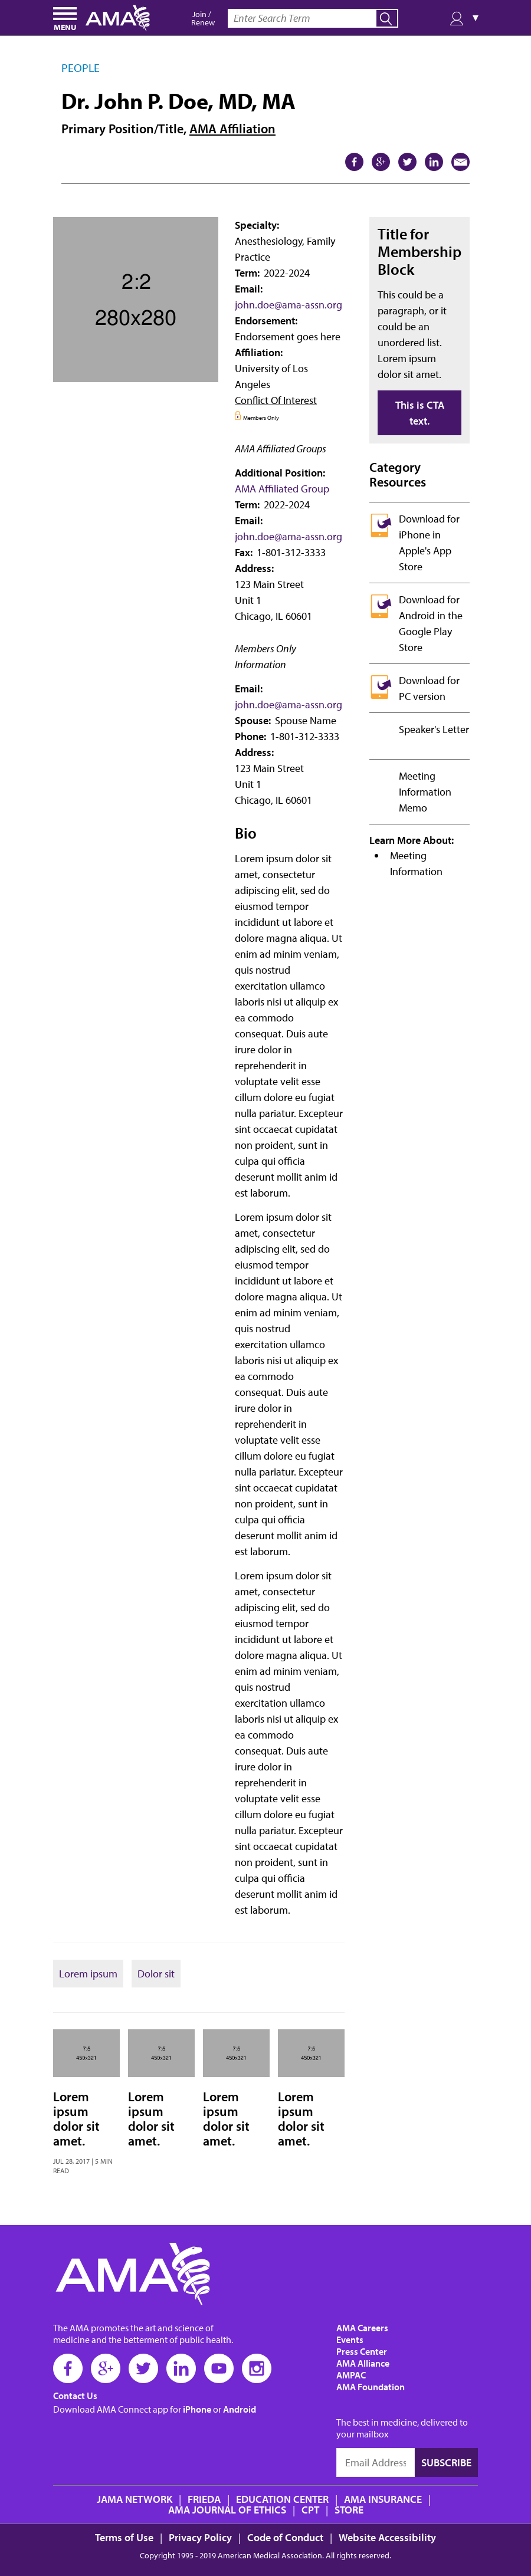 MENU
AMA
Join /
Renew
Enter Search Term
▼
PEOPLE
Dr. John P. Doe, MD, MA
Primary Position/Title, AMA Affiliation
2:2
280x280
Specialty:
Anesthesiology, Family
Practice
Term: 2022-2024
Email:
john.doe@ama-assn.org
Endorsement:
Endorsement goes here
Affiliation:
University of Los
Angeles
Conflict Of Interest
Members Only
AMA Affiliated Groups
Additional Position:
AMA Affiliated Group
Term: 2022-2024
Email:
john.doe@ama-assn.org
Fax: 1-801-312-3333
Address:
123 Main Street
Unit 1
Chicago, IL 60601
Members Only
Information
Email:
john.doe@ama-assn.org
Spouse: Spouse Name
Phone: 1-801-312-3333
Address:
123 Main Street
Unit 1
Chicago, IL 60601
Bio
Lorem ipsum dolor sit
amet, consectetur
adipiscing elit, sed do
eiusmod tempor
incididunt ut labore et
dolore magna aliqua. Ut
enim ad minim veniam,
quis nostrud
exercitation ullamco
laboris nisi ut aliquip ex
ea commodo
consequat. Duis aute
irure dolor in
reprehenderit in
voluptate velit esse
cillum dolore eu fugiat
nulla pariatur. Excepteur
sint occaecat cupidatat
non proident, sunt in
culpa qui officia
deserunt mollit anim id
est laborum.
Lorem ipsum dolor sit
amet, consectetur
adipiscing elit, sed do
eiusmod tempor
incididunt ut labore et
dolore magna aliqua. Ut
enim ad minim veniam,
quis nostrud
exercitation ullamco
laboris nisi ut aliquip ex
ea commodo
consequat. Duis aute
irure dolor in
reprehenderit in
voluptate velit esse
cillum dolore eu fugiat
nulla pariatur. Excepteur
sint occaecat cupidatat
non proident, sunt in
culpa qui officia
deserunt mollit anim id
est laborum.
Lorem ipsum dolor sit
amet, consectetur
adipiscing elit, sed do
eiusmod tempor
incididunt ut labore et
dolore magna aliqua. Ut
enim ad minim veniam,
quis nostrud
exercitation ullamco
laboris nisi ut aliquip ex
ea commodo
consequat. Duis aute
irure dolor in
reprehenderit in
voluptate velit esse
cillum dolore eu fugiat
nulla pariatur. Excepteur
sint occaecat cupidatat
non proident, sunt in
culpa qui officia
deserunt mollit anim id
est laborum.
Title for
Membership
Block
This could be a
paragraph, or it
could be an
unordered list.
Lorem ipsum
dolor sit amet.
This is CTA
text.
Category
Resources
Download for
iPhone in
Apple's App
Store
Download for
Android in the
Google Play
Store
Download for
PC version
Speaker's Letter
Meeting
Information
Memo
Learn More About:
• Meeting
Information
Lorem ipsum
Dolor sit
7:5
450x321
Lorem
ipsum
dolor sit
amet.
JUL 28, 2017 | 5 MIN
READ
7:5
450x321
Lorem
ipsum
dolor sit
amet.
7:5
450x321
Lorem
ipsum
dolor sit
amet.
7:5
450x321
Lorem
ipsum
dolor sit
amet.
AMA
The AMA promotes the art and science of
medicine and the betterment of public health.
Contact Us
Download AMA Connect app for iPhone or Android
AMA Careers
Events
Press Center
AMA Alliance
AMPAC
AMA Foundation
The best in medicine, delivered to
your mailbox
Email Address
SUBSCRIBE
JAMA NETWORK | FRIEDA | EDUCATION CENTER | AMA INSURANCE |
AMA JOURNAL OF ETHICS | CPT | STORE
Terms of Use | Privacy Policy | Code of Conduct | Website Accessibility
Copyright 1995 - 2019 American Medical Association. All rights reserved.